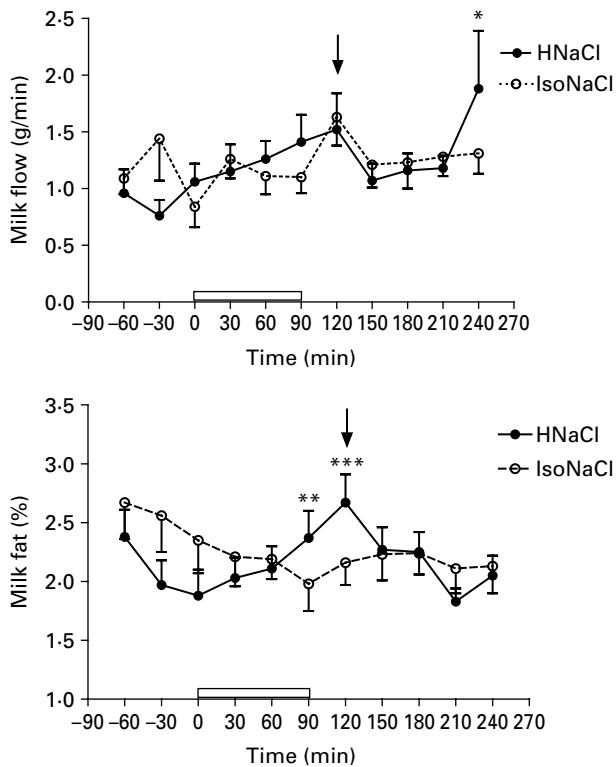 2·5
2·0
1·5
1·0
0·5
0·0
Milk flow (g/min)
*
HNaCl
IsoNaCl
–90 –60 –30 0 30 60 90 120 150 180 210 240 270
Time (min)
3·5
3·0
2·5
2·0
1·5
1·0
Milk fat (%)
** ***
HNaCl
IsoNaCl
–90 –60 –30 0 30 60 90 120 150 180 210 240 270
Time (min)